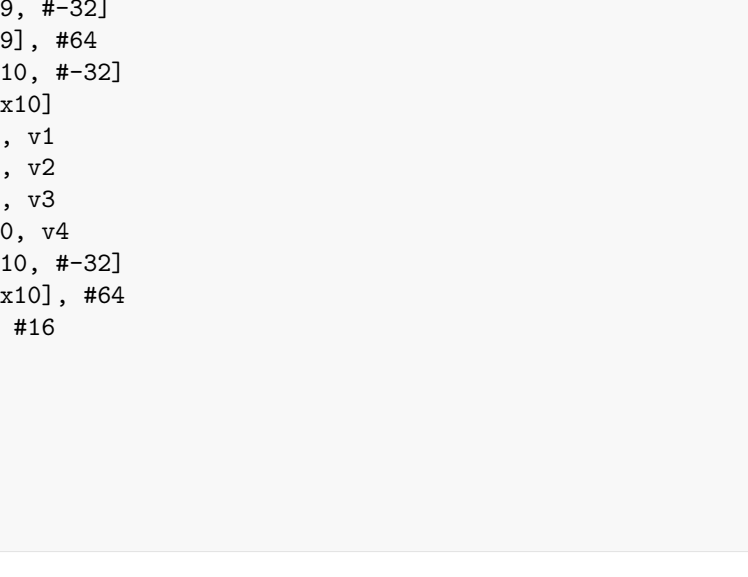 9, #-32]
9], #64
10, #-32]
x10]
, v1
, v2
, v3
0, v4
10, #-32]
x10], #64
#16